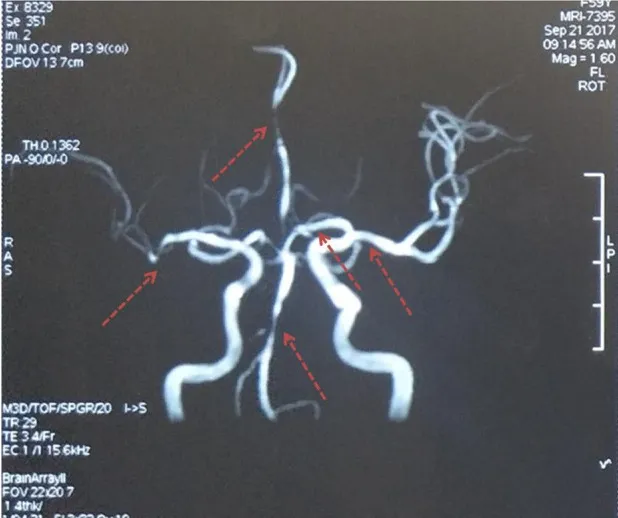 Ex 8329
Se 351
Im 2
PJN O Cor P13 9(coi)
DFOV 13 7cm
F59Y
MRI-7395
Sep 21 2017
09 14 56 AM
Mag = 1 60
FL
ROT
TH 0 1362
PA -90/0/-0
R
A
S
L
P
I
M3D/TOF/SPGR/20 I->S
TR 29
TE 3 4/Fr
EC 1 /1 15 6kHz
BrainArrayII
FOV 22x20 7
1 4thk/